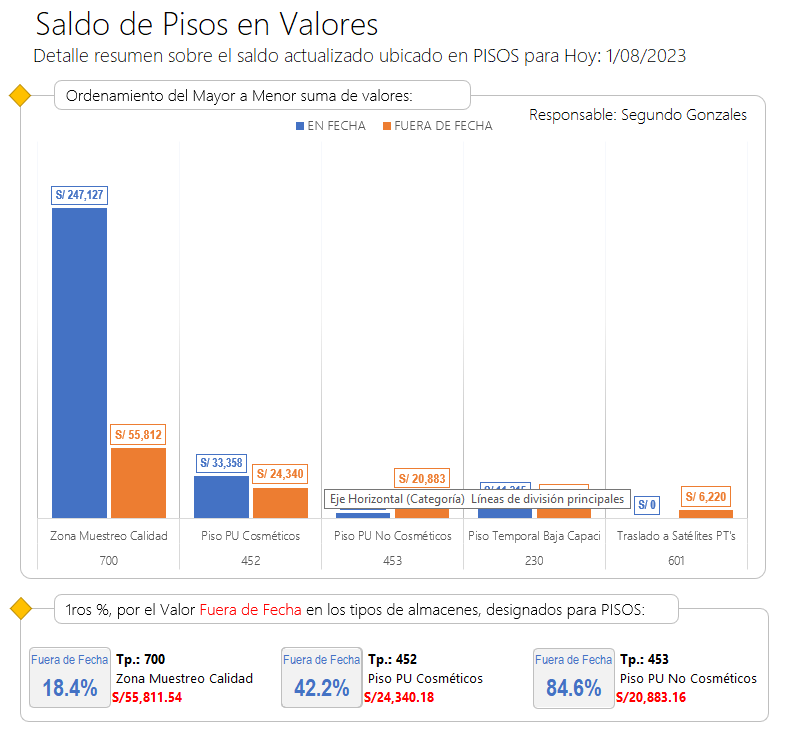 Saldo de Pisos en Valores
Detalle resumen sobre el saldo actualizado ubicado en PISOS para Hoy: 1/08/2023
Ordenamiento del Mayor a Menor suma de valores:
Responsable: Segundo Gonzales
EN FECHA FUERA DE FECHA
S/ 247,127
S/ 55,812
S/ 33,358
S/ 24,340
S/ 20,883
S/ 0
S/ 6,220
Eje Horizontal (Categoría) Líneas de división principales
Zona Muestreo Calidad Piso PU Cosméticos Piso PU No Cosméticos Piso Temporal Baja Capaci Traslado a Satélites PT's
700 452 453 230 601
1ros %, por el Valor Fuera de Fecha en los tipos de almacenes, designados para PISOS:
Fuera de Fecha
18.4%
Tp.: 700
Zona Muestreo Calidad
S/55,811.54
Fuera de Fecha
42.2%
Tp.: 452
Piso PU Cosméticos
S/24,340.18
Fuera de Fecha
84.6%
Tp.: 453
Piso PU No Cosméticos
S/20,883.16